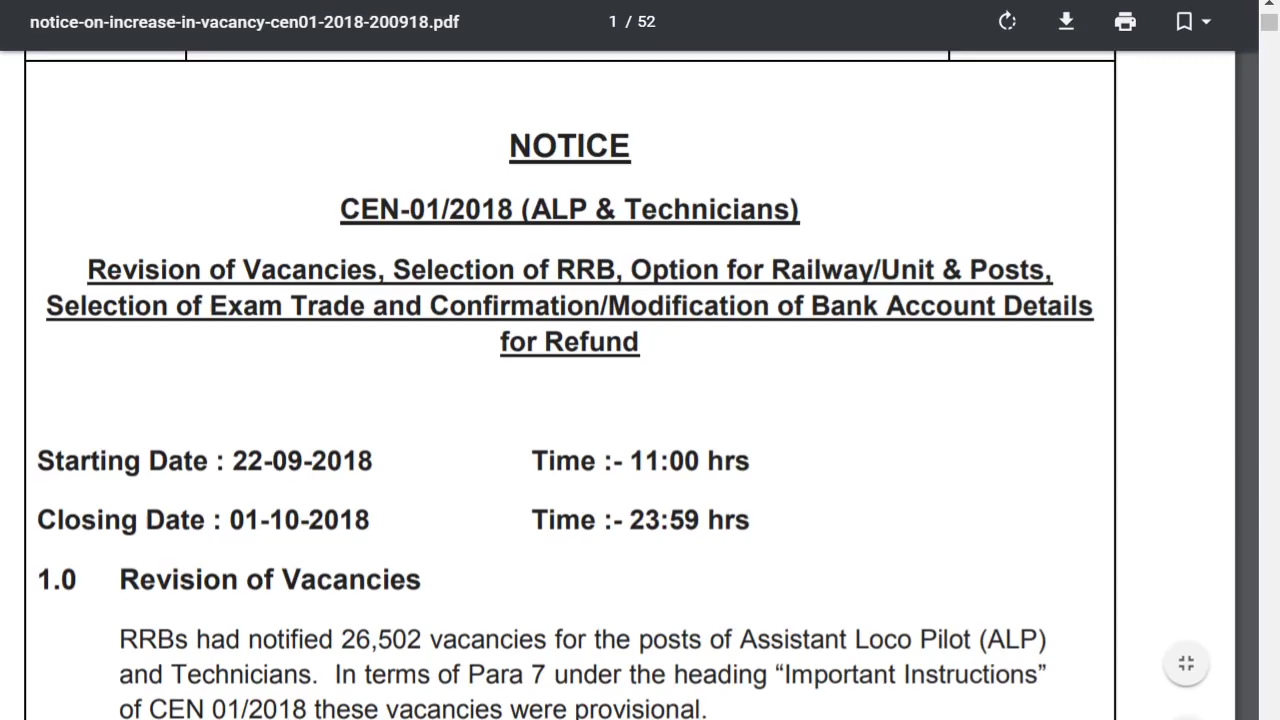 notice-on-increase-in-vacancy-cen01-2018-200918.pdf
1 / 52
NOTICE
CEN-01/2018 (ALP & Technicians)
Revision of Vacancies, Selection of RRB, Option for Railway/Unit & Posts,
Selection of Exam Trade and Confirmation/Modification of Bank Account Details
for Refund
Starting Date : 22-09-2018 Time :- 11:00 hrs
Closing Date : 01-10-2018 Time :- 23:59 hrs
1.0 Revision of Vacancies
RRBs had notified 26,502 vacancies for the posts of Assistant Loco Pilot (ALP)
and Technicians. In terms of Para 7 under the heading “Important Instructions”
of CEN 01/2018 these vacancies were provisional.